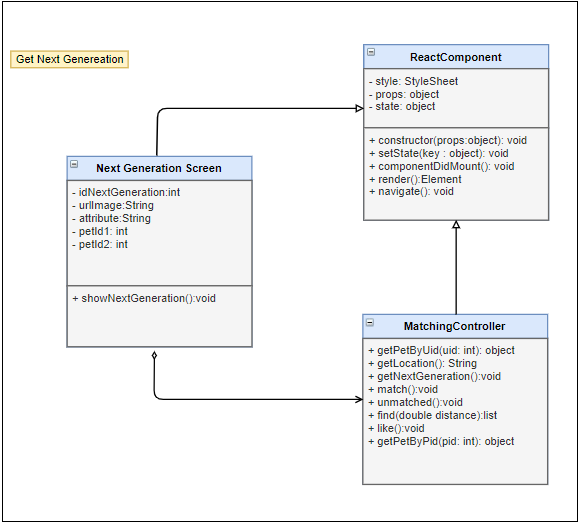 Get Next Genereation
ReactComponent
- style: StyleSheet
- props: object
- state: object
+ constructor(props:object): void
+ setState(key : object): void
+ componentDidMount(): void
+ render():Element
+ navigate(): void
Next Generation Screen
- idNextGeneration:int
- urlImage:String
- attribute:String
- petId1: int
- petId2: int
+ showNextGeneration():void
MatchingController
+ getPetByUid(uid: int): object
+ getLocation(): String
+ getNextGeneration():void
+ match():void
+ unmatched():void
+ find(double distance):list
+ like():void
+ getPetByPid(pid: int): object